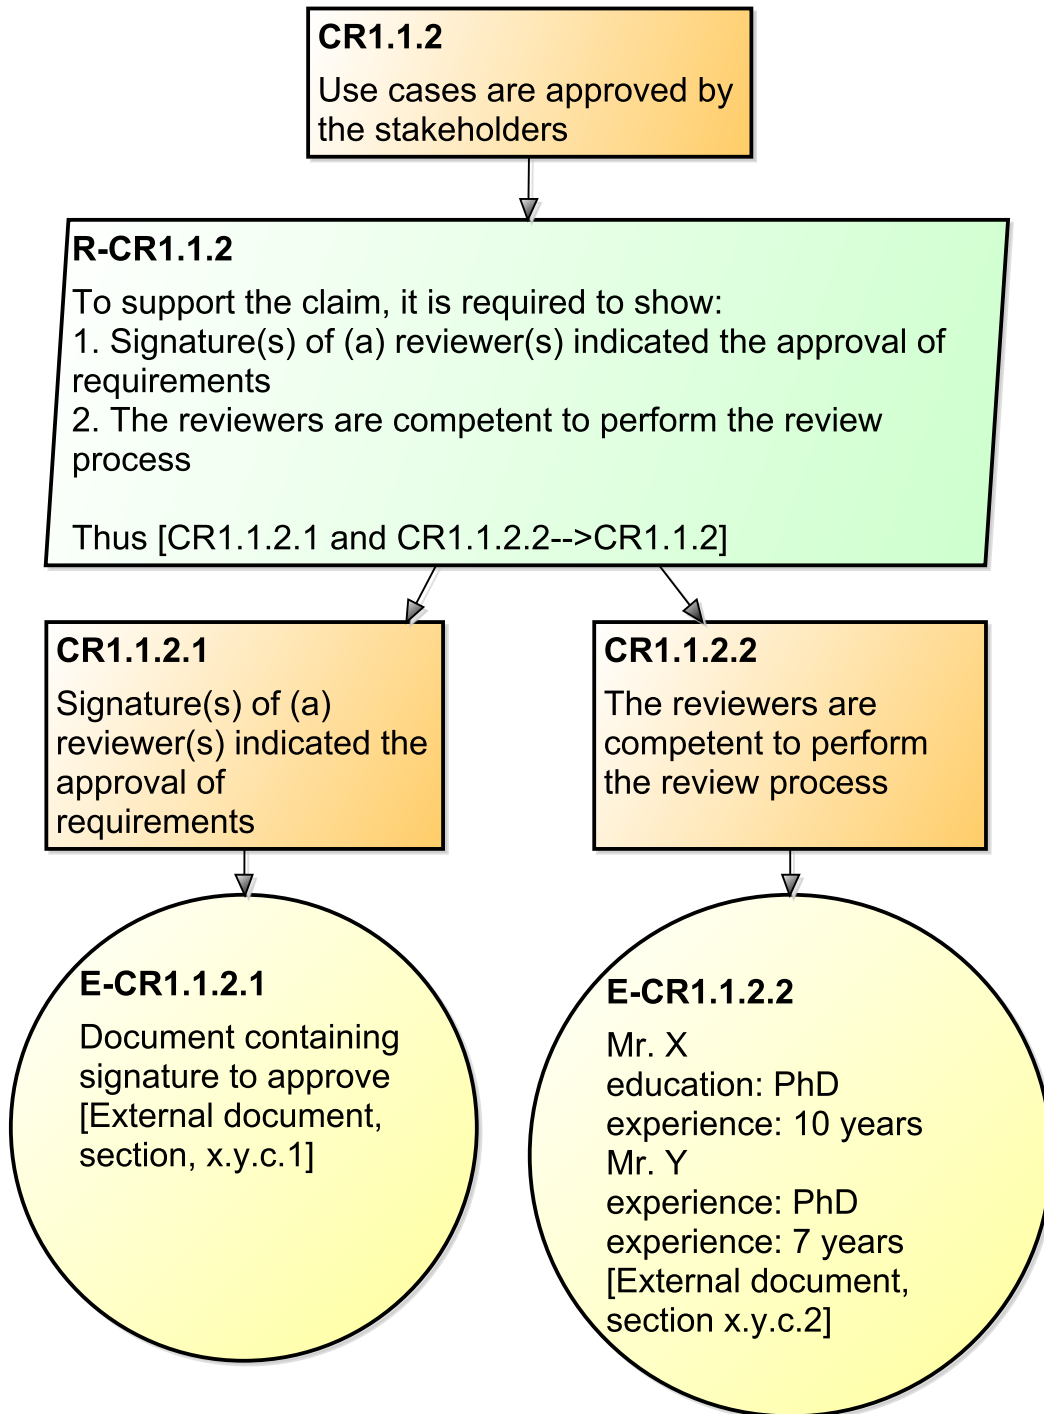 CR1.1.2
Use cases are approved by
the stakeholders
R-CR1.1.2
To support the claim, it is required to show:
1. Signature(s) of (a) reviewer(s) indicated the approval of
requirements
2. The reviewers are competent to perform the review
process
Thus [CR1.1.2.1 and CR1.1.2.2-->CR1.1.2]
CR1.1.2.1
Signature(s) of (a)
reviewer(s) indicated the
approval of
requirements
CR1.1.2.2
The reviewers are
competent to perform
the review process
E-CR1.1.2.1
Document containing
signature to approve
[External document,
section, x.y.c.1]
E-CR1.1.2.2
Mr. X
education: PhD
experience: 10 years
Mr. Y
experience: PhD
experience: 7 years
[External document,
section x.y.c.2]